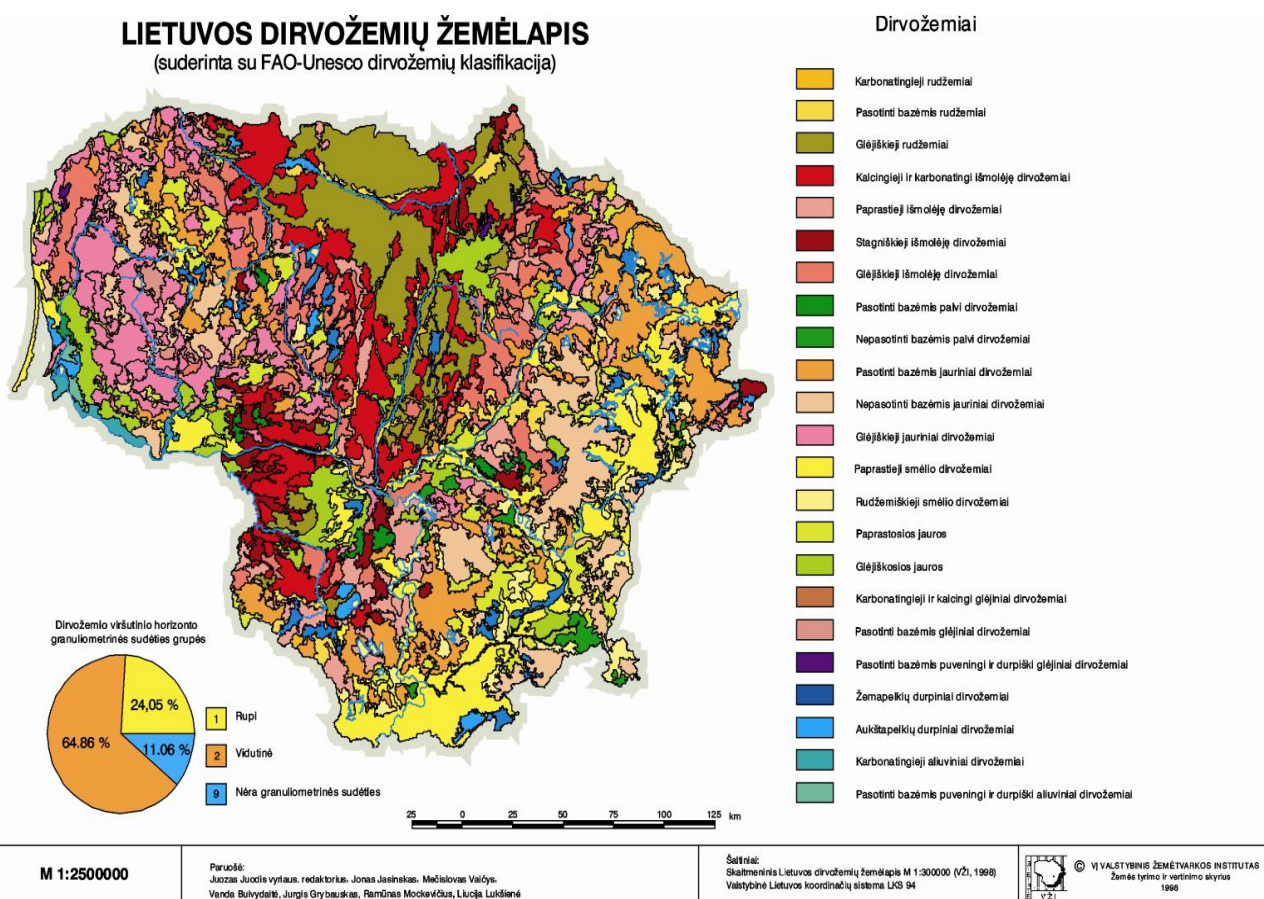 LIETUVOS DIRVOŽEMIŲ ŽEMĖLAPIS
(suderinta su FAO-Unesco dirvožemių klasifikacija)
Dirvožemiai
Karbonatingieji rudžemiai
Pasotinti bazėmis rudžemiai
Glėjiškieji rudžemiai
Kalcingieji ir karbonatingi išmolėję dirvožemiai
Paprastieji išmolėję dirvožemiai
Stagniškieji išmolėję dirvožemiai
Glėjiškieji išmolėję dirvožemiai
Pasotinti bazėmis palvi dirvožemiai
Nepasotinti bazėmis palvi dirvožemiai
Pasotinti bazėmis jauriniai dirvožemiai
Nepasotinti bazėmis jauriniai dirvožemiai
Glėjiškieji jauriniai dirvožemiai
Paprastieji smėlio dirvožemiai
Rudžemiškieji smėlio dirvožemiai
Paprastosios jauros
Glėjiškosios jauros
Karbonatingieji ir kalcingi glėjiniai dirvožemiai
Pasotinti bazėmis glėjiniai dirvožemiai
Pasotinti bazėmis puveningi ir durpiški glėjiniai dirvožemiai
Žemapelkių durpiniai dirvožemiai
Aukštapelkių durpiniai dirvožemiai
Karbonatingieji aliuviniai dirvožemiai
Pasotinti bazėmis puveningi ir durpiški aliuviniai dirvožemiai
Dirvožemio viršutinio horizonto
granuliometrinės sudėties grupės
24,05 %
64.86 %
11.06 %
1 Rupi
2 Vidutinė
9 Nėra granuliometrinės sudėties
25 0 25 50 75 100 125 km
M 1:2500000
Paruošė:
Juozas Juodis vyriaus. redaktorius, Jonas Jasinskas, Mečislovas Vaičys,
Vanda Buivydaitė, Jurgis Grybauskas, Ramūnas Mockevičius, Liucija Lukšienė
Šaltiniai:
Skaitmeninis Lietuvos dirvožemių žemėlapis M 1:300000 (VŽI, 1998)
Valstybinė Lietuvos koordinačių sistema LKS 94
VŽI
© VĮ VALSTYBINIS ŽEMĖTVARKOS INSTITUTAS
Žemės tyrimo ir vertinimo skyrius
1998